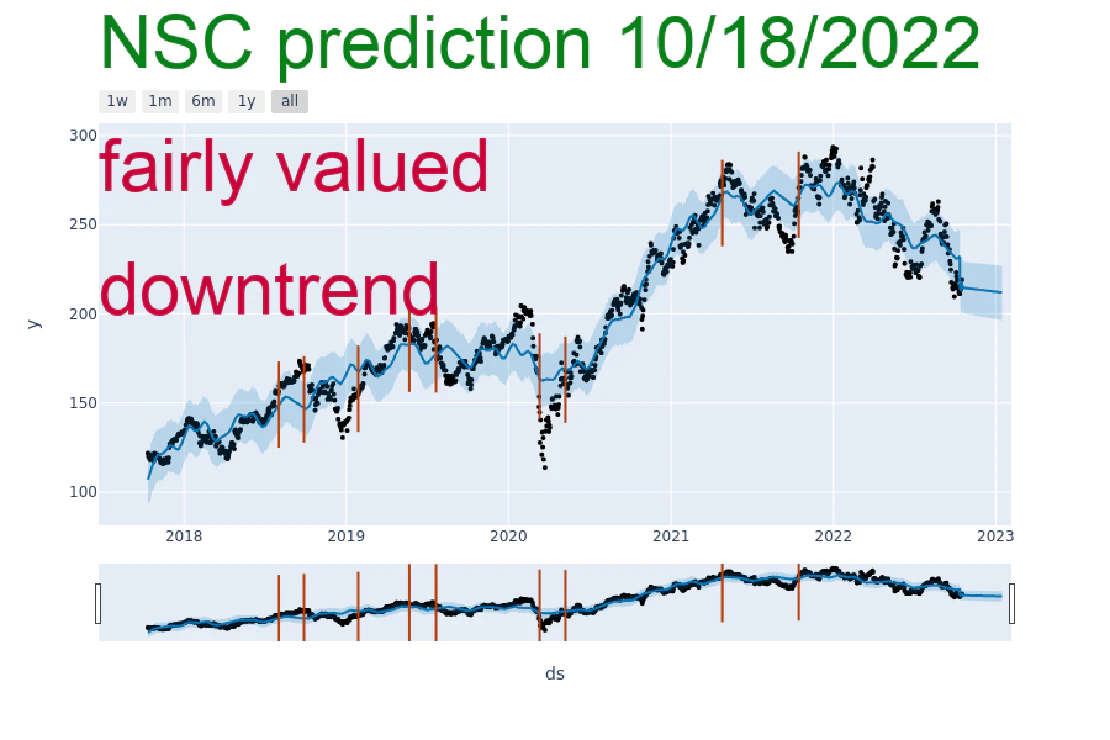 NSC prediction 10/18/2022
1w 1m 6m 1y all
300
fairly valued
250
downtrend
200
y
150
100
2018 2019 2020 2021 2022 2023
ds